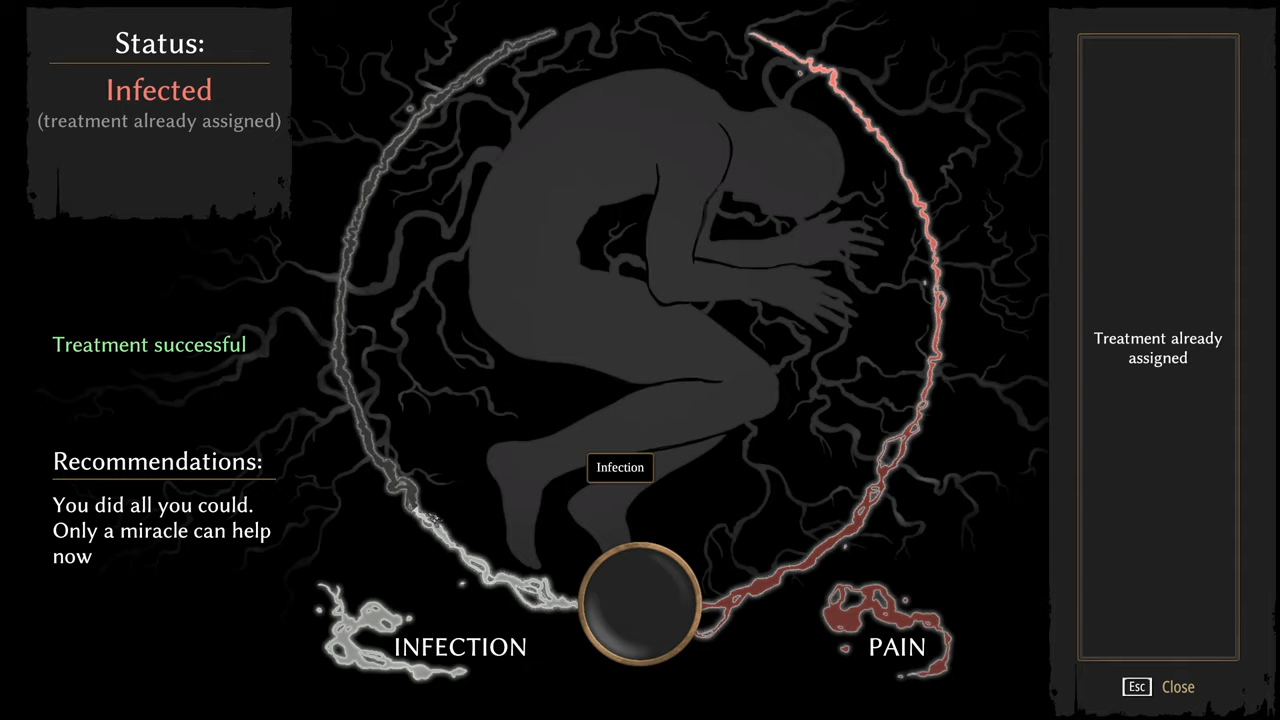 Status:
Infected
(treatment already assigned)
Treatment successful
Recommendations:
You did all you could.
Only a miracle can help
now
Infection
INFECTION
PAIN
Treatment already
assigned
Esc Close